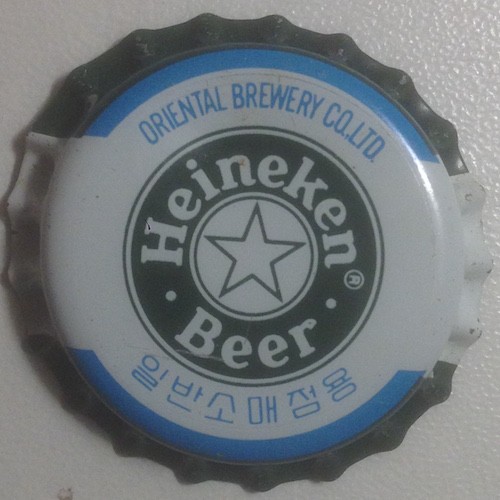 ORIENTAL BREWERY CO.,LTD.
Heineken®
Beer
일반소매점용